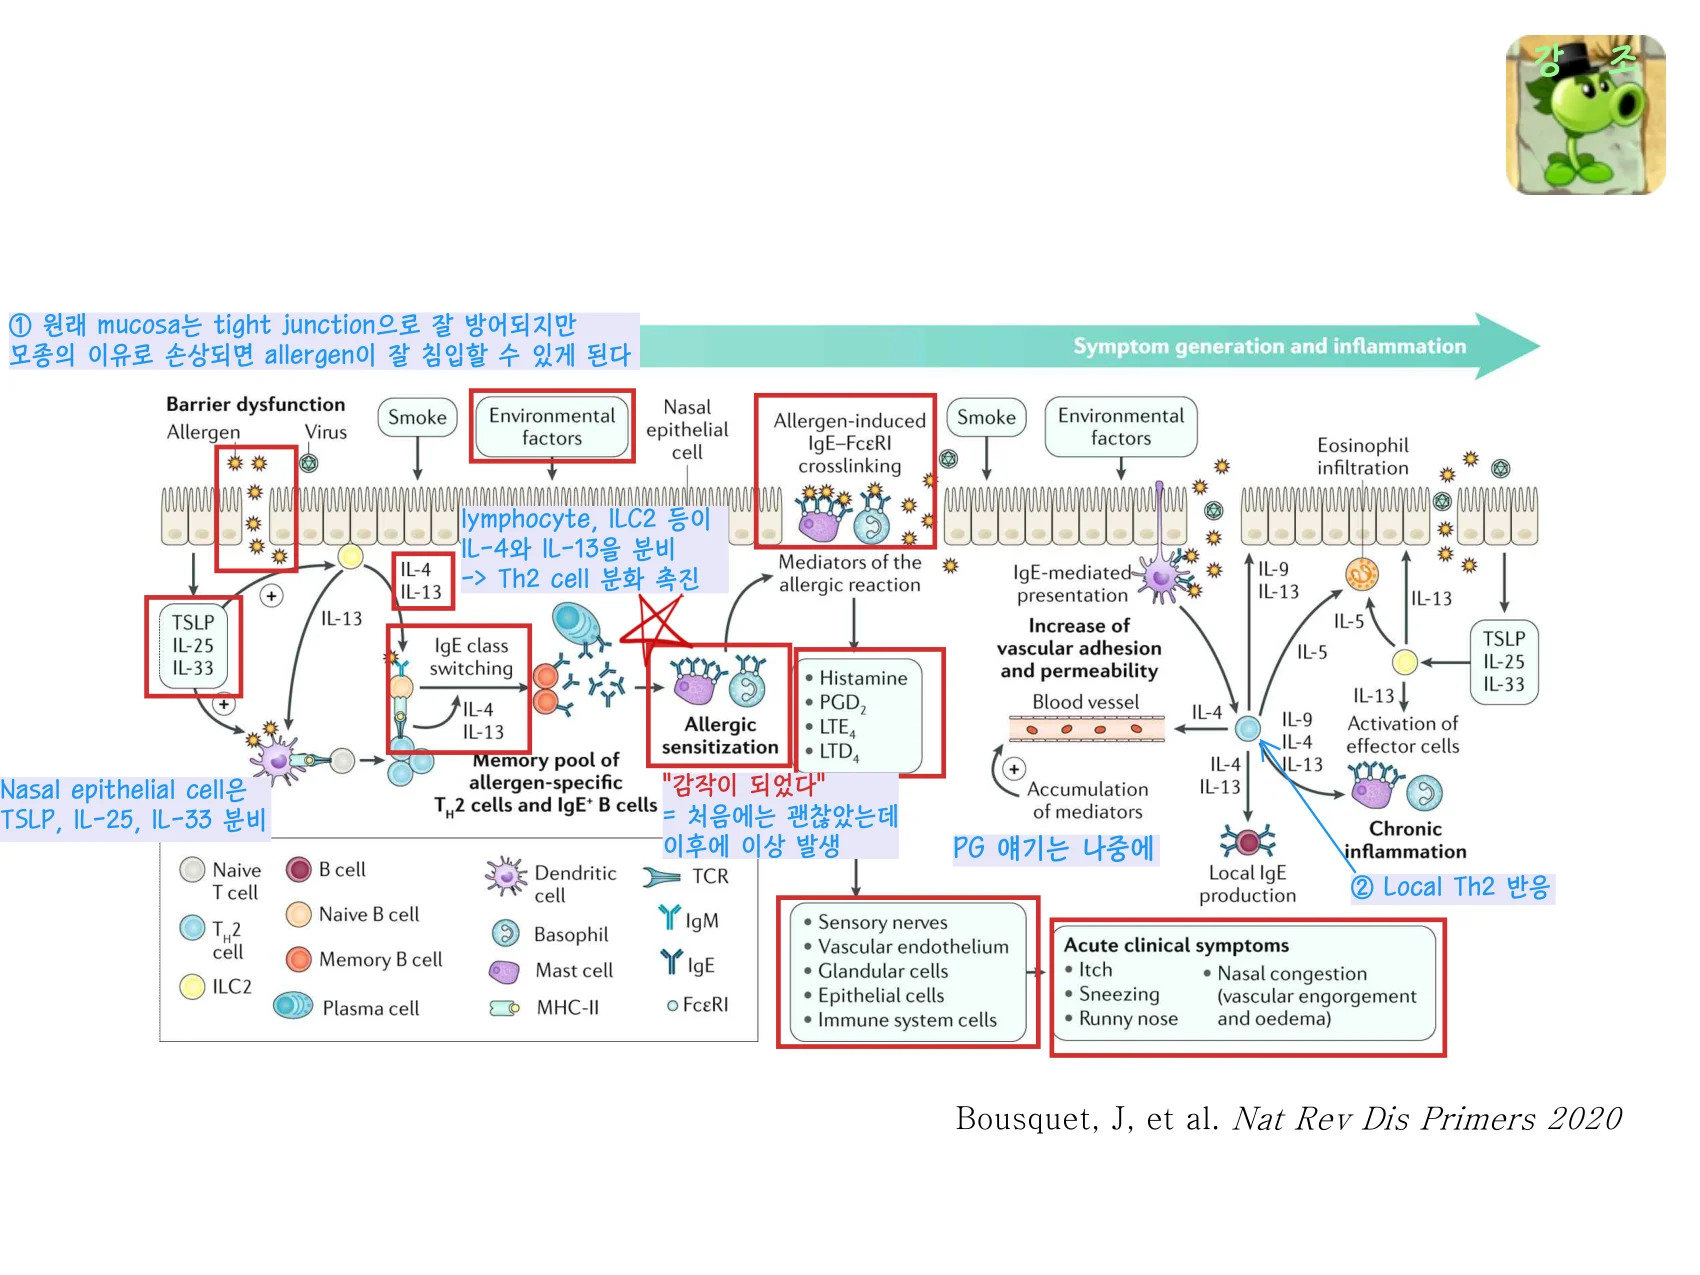 강 조
① 원래 mucosa는 tight junction으로 잘 방어되지만
모종의 이유로 손상되면 allergen이 잘 침입할 수 있게 된다
Symptom generation and inflammation
Barrier dysfunction
Allergen
Virus
Smoke
Environmental
factors
Nasal
epithelial
cell
Allergen-induced
IgE–FcεRI
crosslinking
Smoke
Environmental
factors
Eosinophil
infiltration
lymphocyte, ILC2 등이
IL-4와 IL-13을 분비
-> Th2 cell 분화 촉진
IL-4
IL-13
TSLP
IL-25
IL-33
+
IL-13
+
IgE class
switching
IL-4
IL-13
Memory pool of
allergen-specific
TH2 cells and IgE+ B cells
Allergic
sensitization
Mediators of the
allergic reaction
• Histamine
• PGD2
• LTE4
• LTD4
Nasal epithelial cell은
TSLP, IL-25, IL-33 분비
"감작이 되었다"
= 처음에는 괜찮았는데
이후에 이상 발생
IgE-mediated
presentation
Increase of
vascular adhesion
and permeability
Blood vessel
+
Accumulation
of mediators
PG 얘기는 나중에
IL-4
IL-9
IL-13
IL-5
IL-5
IL-13
TSLP
IL-25
IL-33
IL-13
Activation of
effector cells
IL-9
IL-4
IL-13
IL-4
IL-13
Local IgE
production
Chronic
inflammation
② Local Th2 반응
Naive
T cell
TH2
cell
ILC2
B cell
Naive B cell
Memory B cell
Plasma cell
Dendritic
cell
Basophil
Mast cell
MHC-II
TCR
IgM
IgE
FcεRI
• Sensory nerves
• Vascular endothelium
• Glandular cells
• Epithelial cells
• Immune system cells
Acute clinical symptoms
• Itch
• Sneezing
• Runny nose
• Nasal congestion
(vascular engorgement
and oedema)
Bousquet, J, et al. Nat Rev Dis Primers 2020